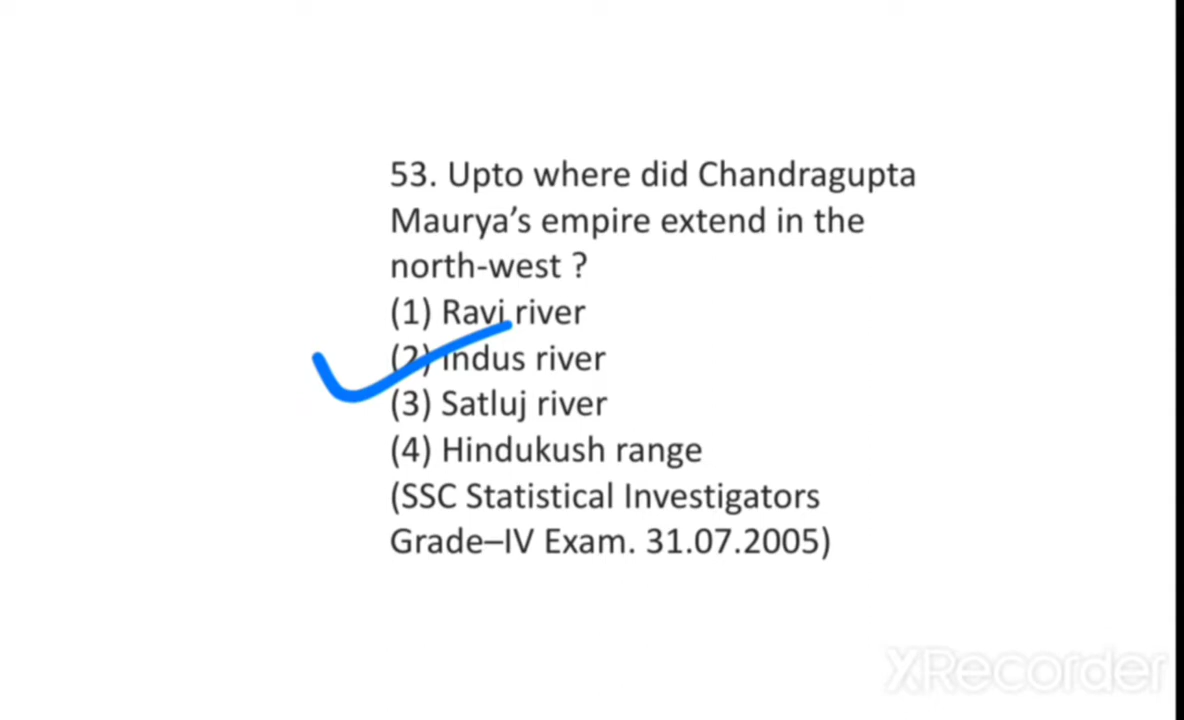 53. Upto where did Chandragupta
Maurya's empire extend in the
north-west ?
(1) Ravi river
(2) Indus river
(3) Satluj river
(4) Hindukush range
(SSC Statistical Investigators
Grade–IV Exam. 31.07.2005)
XRecorder